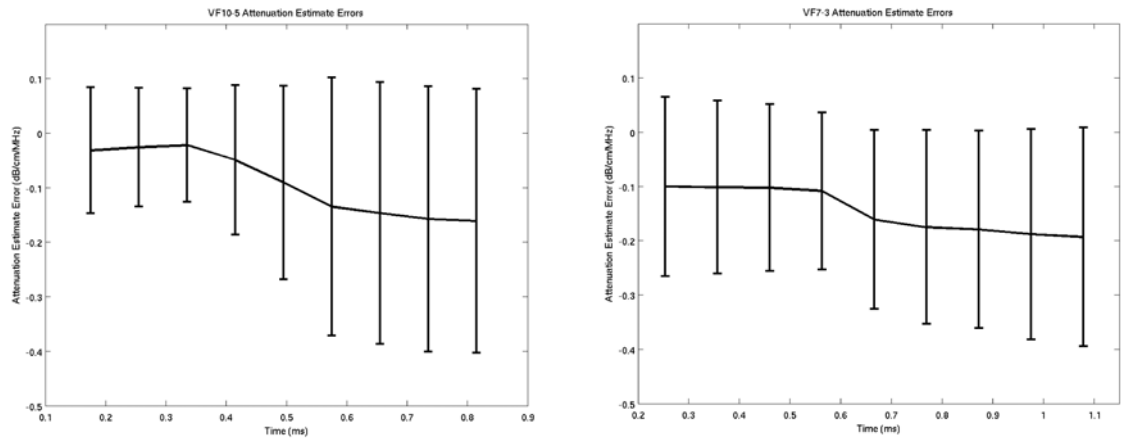 VF10-5 Attenuation Estimate Errors
0.1
0
-0.1
-0.2
-0.3
-0.4
-0.5
Attenuation Estimate Error (dB/cm/MHz)
0.1 0.2 0.3 0.4 0.5 0.6 0.7 0.8 0.9
Time (ms)
VF7-3 Attenuation Estimate Errors
0.1
0
-0.1
-0.2
-0.3
-0.4
-0.5
Attenuation Estimate Error (dB/cm/MHz)
0.2 0.3 0.4 0.5 0.6 0.7 0.8 0.9 1 1.1
Time (ms)